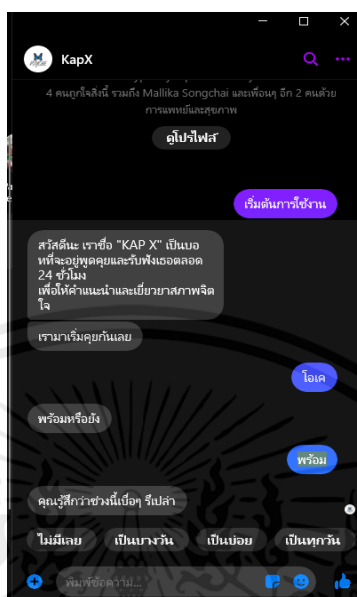 KapX
4 คนถูกใจสิ่งนี้ รวมถึง Mallika Songchai และเพื่อนๆ อีก 2 คนด้วย
การแพทย์และสุขภาพ
ดูโปรไฟล์
เริ่มต้นการใช้งาน
สวัสดีนะ เราชื่อ "KAP X" เป็นบอ
ทที่จะอยู่พูดคุยและรับฟังเธอตลอด
24 ชั่วโมง
เพื่อให้คำแนะนำและเยียวยาสภาพจิต
ใจ
เรามาเริ่มคุยกันเลย
โอเค
พร้อมหรือยัง
พร้อม
คุณรู้สึกว่าช่วงนี้เบื่อๆ รึเปล่า
ไม่มีเลย เป็นบางวัน เป็นบ่อย เป็นทุกวัน
พิมพ์ข้อความ...